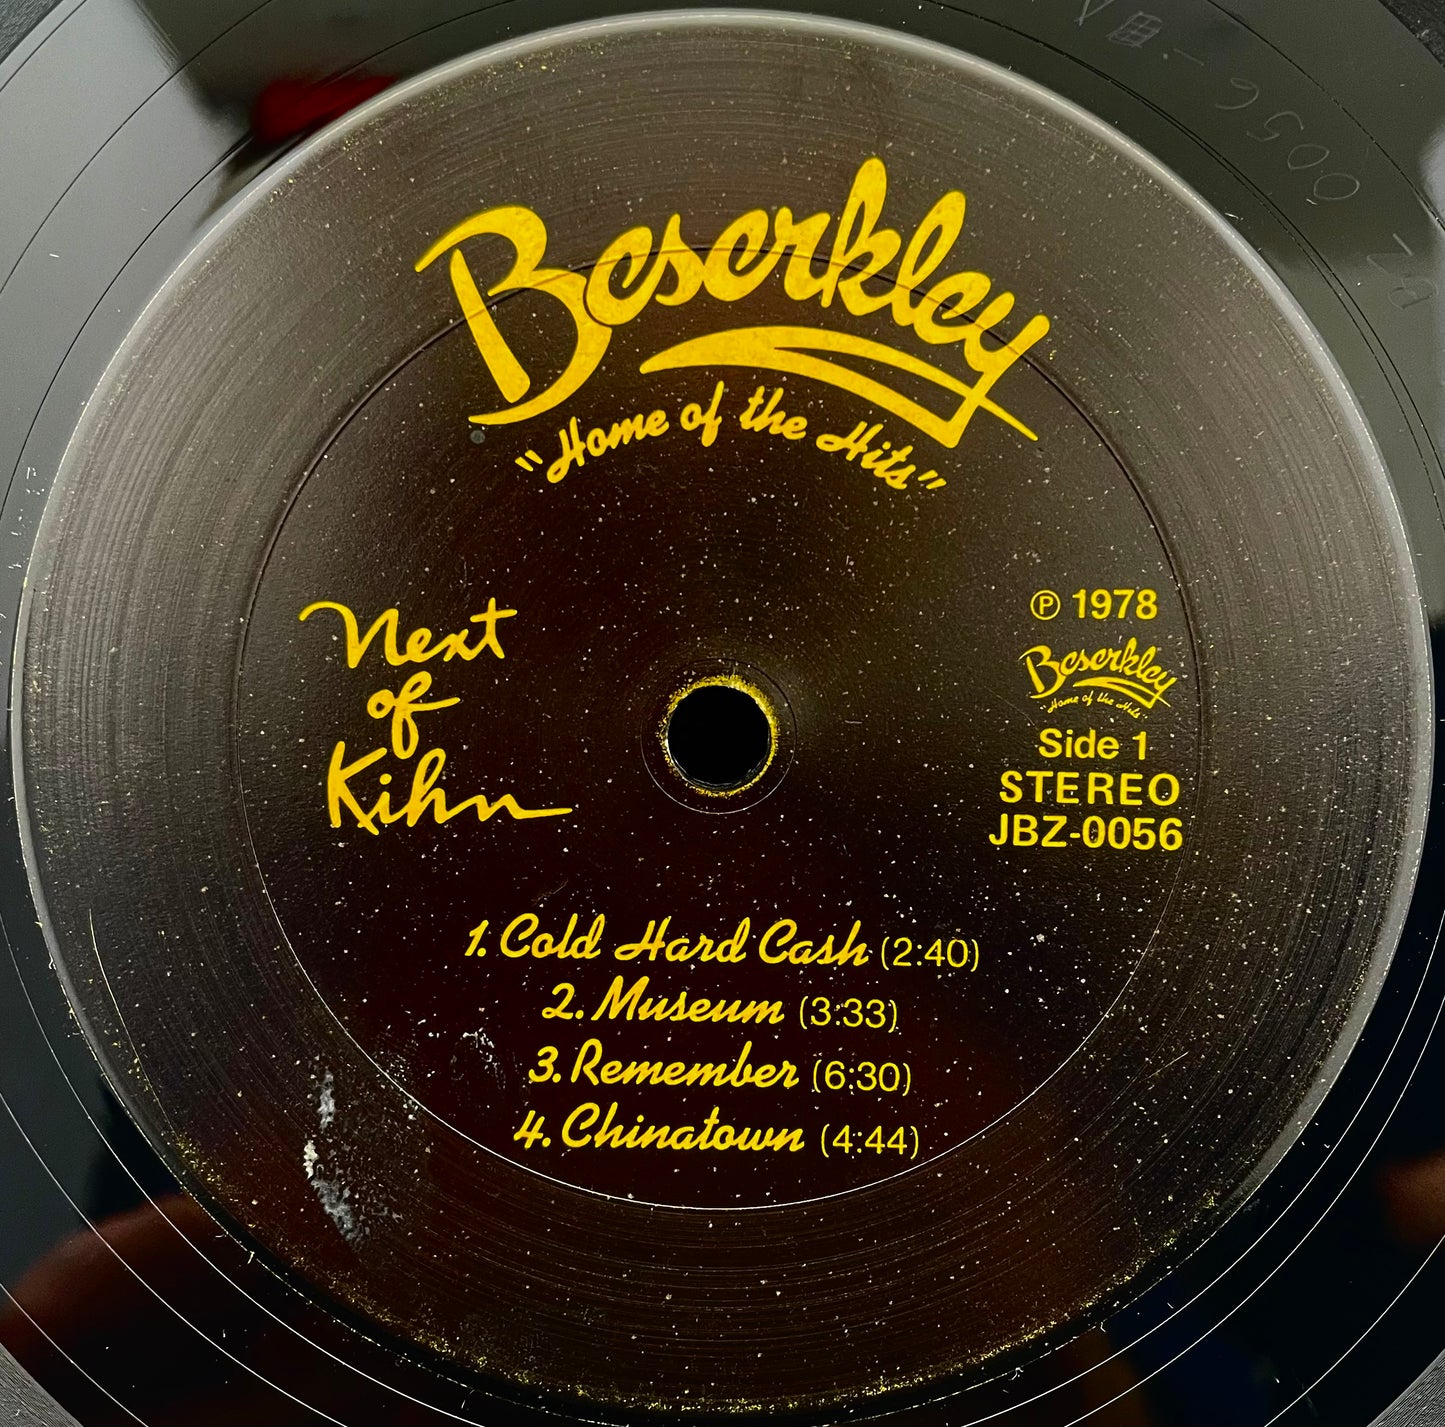 Beserkley
"Home of the Hits"
Next
of
Kihn
℗ 1978
Beserkley
"Home of the Hits"
Side 1
STEREO
JBZ-0056
1. Cold Hard Cash (2:40)
2. Museum (3:33)
3. Remember (6:30)
4. Chinatown (4:44)